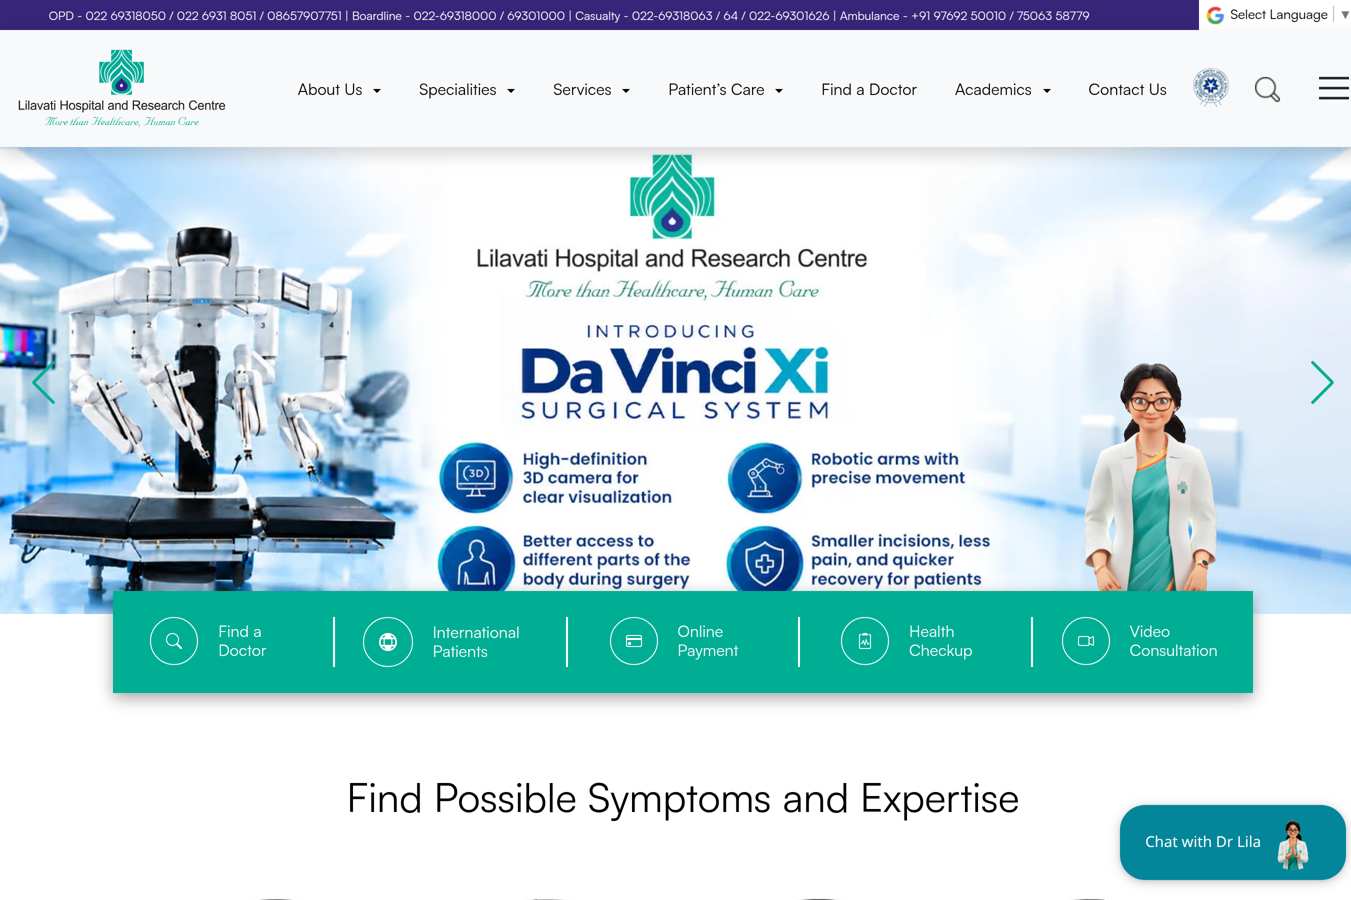 OPD - 022 69318050 / 022 6931 8051 / 08657907751 | Boardline - 022-69318000 / 69301000 | Casualty - 022-69318063 / 64 / 022-69301626 | Ambulance - +91 97692 50010 / 75063 58779
Select Language ▼
Lilavati Hospital and Research Centre
More than Healthcare, Human Care
About Us
Specialities
Services
Patient's Care
Find a Doctor
Academics
Contact Us
Lilavati Hospital and Research Centre
More than Healthcare, Human Care
INTRODUCING
Da Vinci Xi
SURGICAL SYSTEM
1
2
3
4
(3D)
High-definition
3D camera for
clear visualization
Robotic arms with
precise movement
Better access to
different parts of the
body during surgery
Smaller incisions, less
pain, and quicker
recovery for patients
Find a
Doctor
International
Patients
Online
Payment
Health
Checkup
Video
Consultation
Find Possible Symptoms and Expertise
Chat with Dr Lila